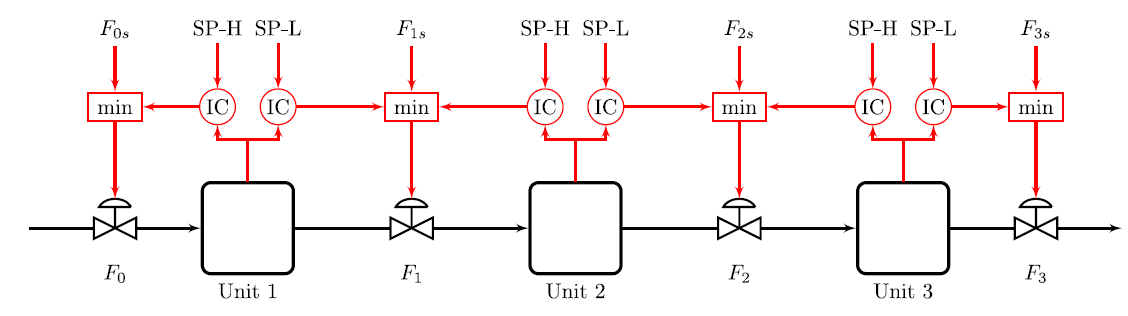 F0s SP-H SP-L F1s SP-H SP-L F2s SP-H SP-L F3s
min IC IC min IC IC min IC IC min
F0 F1 F2 F3
Unit 1 Unit 2 Unit 3